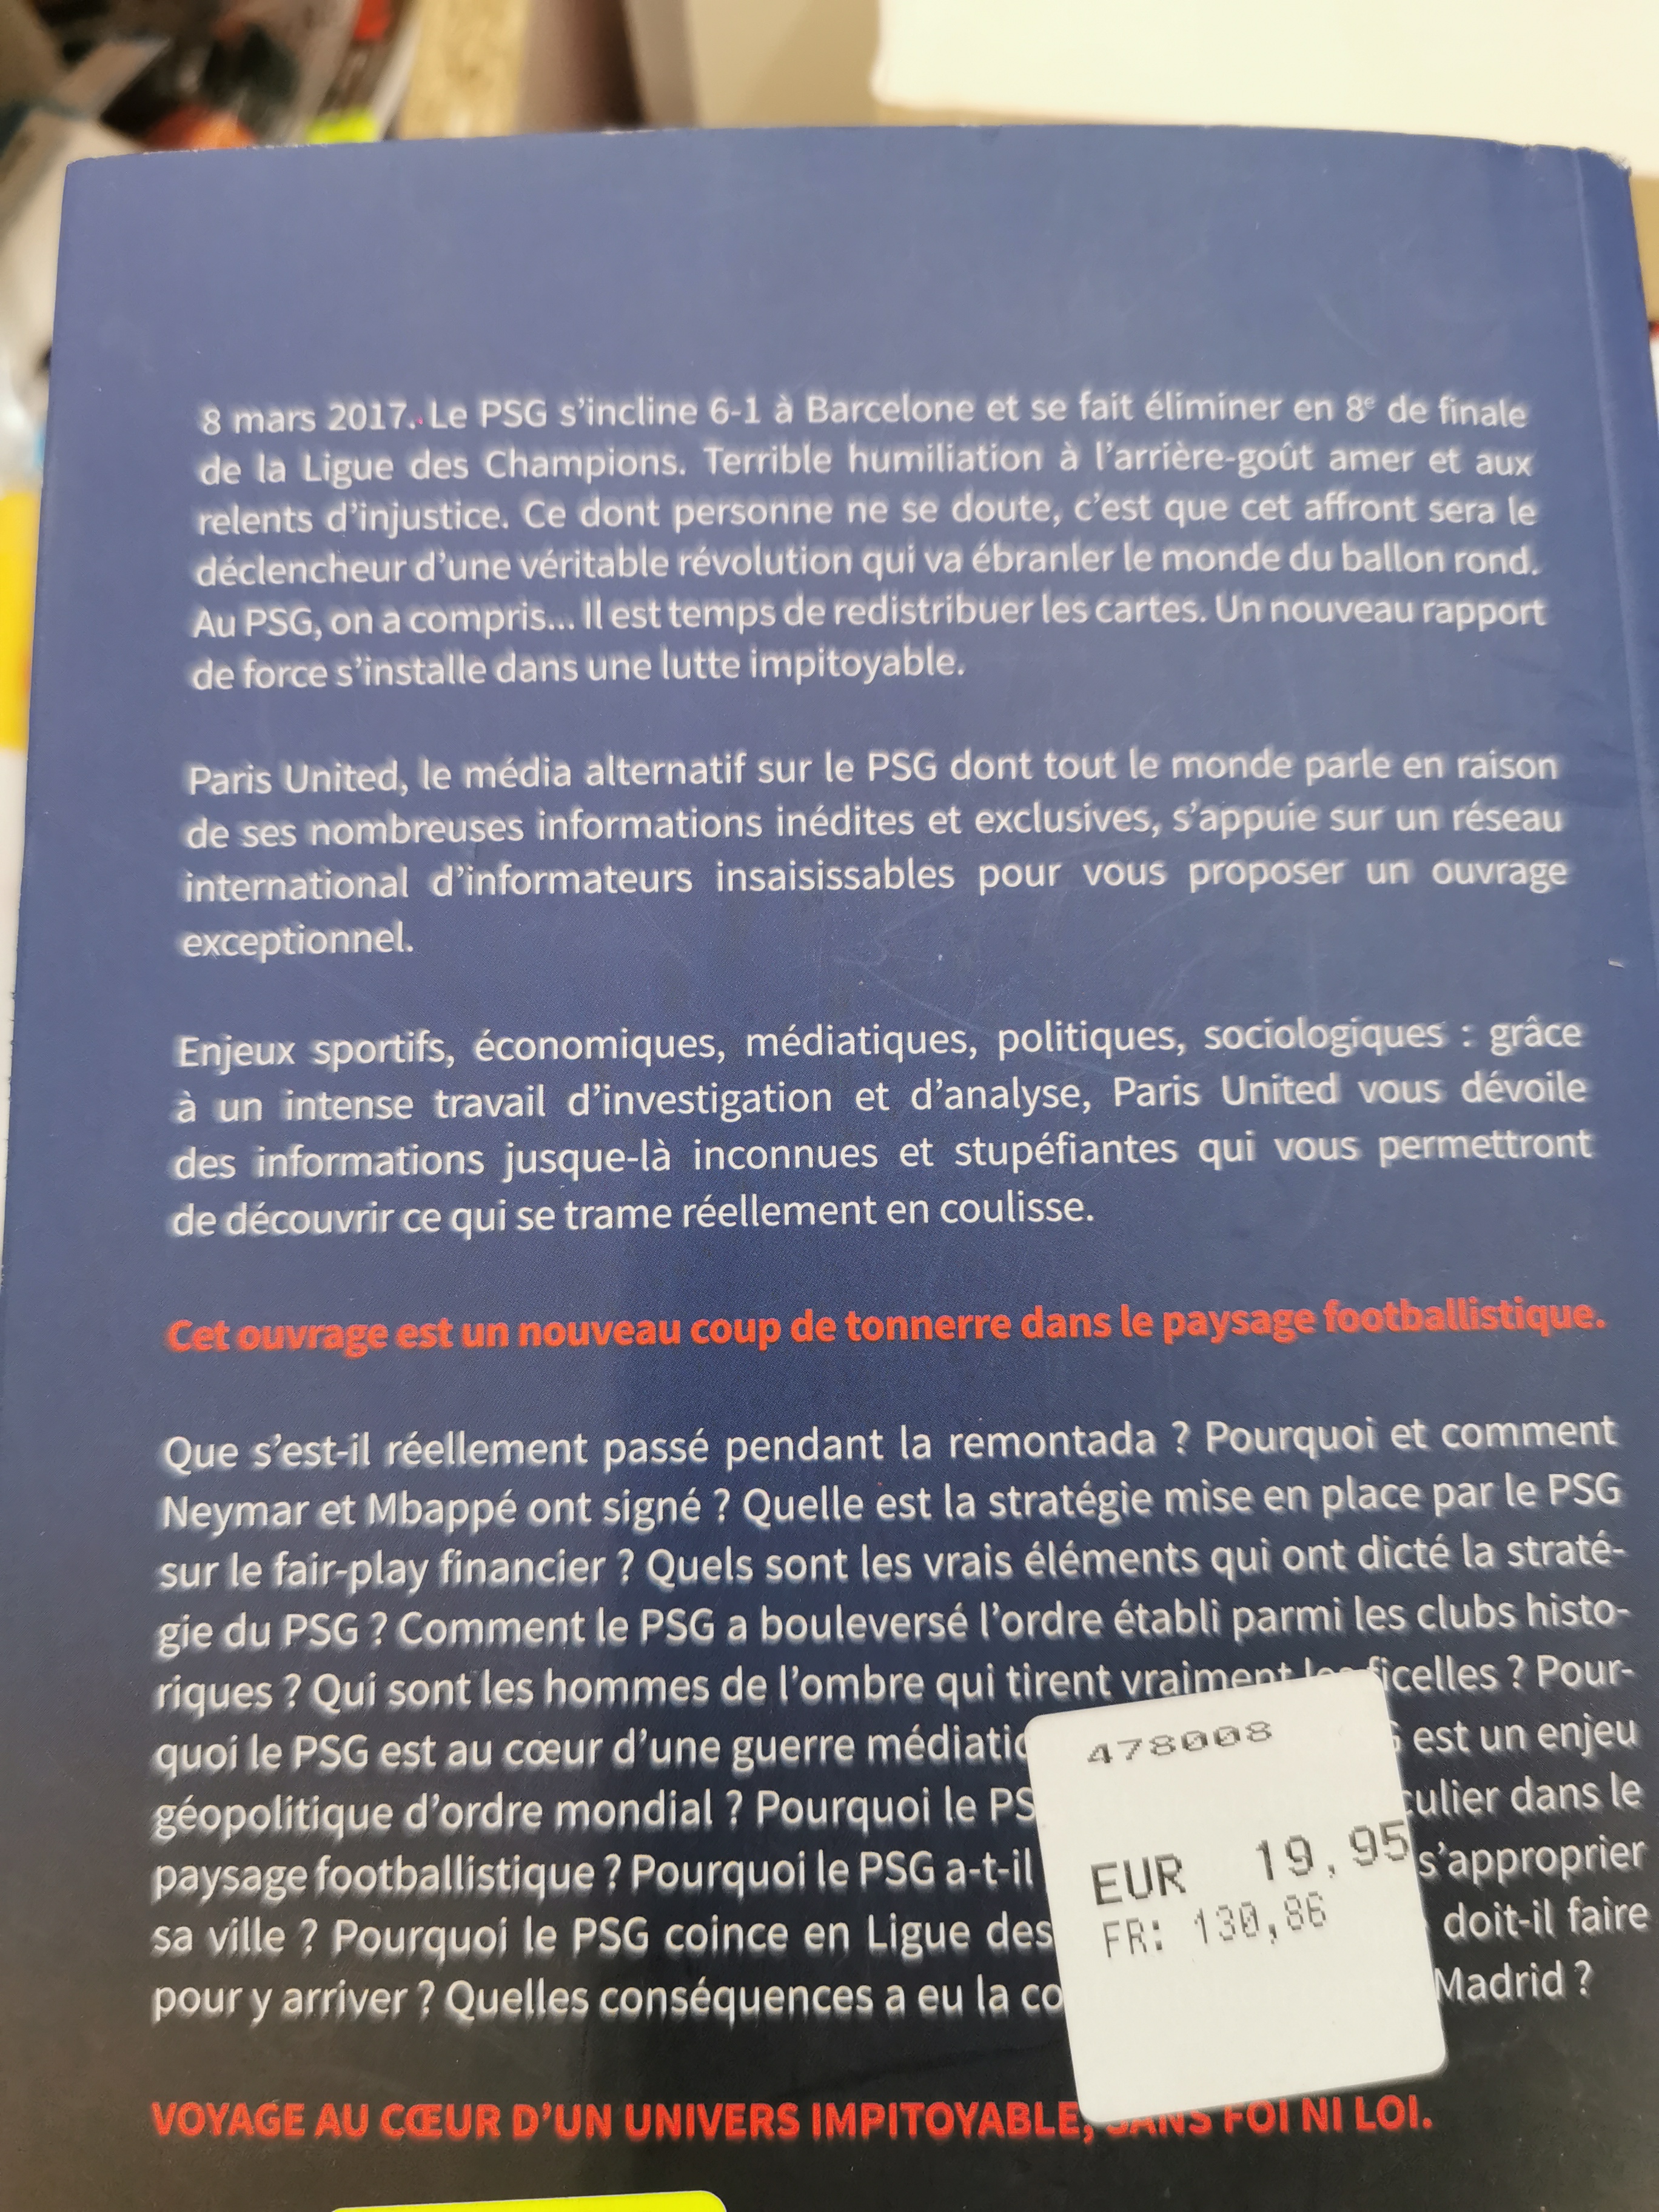 8 mars 2017. Le PSG s'incline 6-1 à Barcelone et se fait éliminer en 8e de finale
de la Ligue des Champions. Terrible humiliation à l'arrière-goût amer et aux
relents d'injustice. Ce dont personne ne se doute, c'est que cet affront sera le
déclencheur d'une véritable révolution qui va ébranler le monde du ballon rond.
Au PSG, on a compris... Il est temps de redistribuer les cartes. Un nouveau rapport
de force s'installe dans une lutte impitoyable.
Paris United, le média alternatif sur le PSG dont tout le monde parle en raison
de ses nombreuses informations inédites et exclusives, s'appuie sur un réseau
international d'informateurs insaisissables pour vous proposer un ouvrage
exceptionnel.
Enjeux sportifs, économiques, médiatiques, politiques, sociologiques : grâce
à un intense travail d'investigation et d'analyse, Paris United vous dévoile
des informations jusque-là inconnues et stupéfiantes qui vous permettront
de découvrir ce qui se trame réellement en coulisse.
Cet ouvrage est un nouveau coup de tonnerre dans le paysage footballistique.
Que s'est-il réellement passé pendant la remontada ? Pourquoi et comment
Neymar et Mbappé ont signé ? Quelle est la stratégie mise en place par le PSG
sur le fair-play financier ? Quels sont les vrais éléments qui ont dicté la straté-
gie du PSG ? Comment le PSG a bouleversé l'ordre établi parmi les clubs histo-
riques ? Qui sont les hommes de l'ombre qui tirent vraiment les ficelles ? Pour-
quoi le PSG est au cœur d'une guerre est un enjeu
géopolitique d'ordre mondial ? Pourquoi le dans le
paysage footballistique ? Pourquoi le PSG a-t-il s'approprier
sa ville ? Pourquoi le PSG coince en Ligue des doit-il faire
pour y arriver ? Quelles conséquences a eu la Madrid ?
478008
EUR 19,95
FR: 130,86
VOYAGE AU CŒUR D'UN UNIVERS IMPITOYABLE, SANS FOI NI LOI.